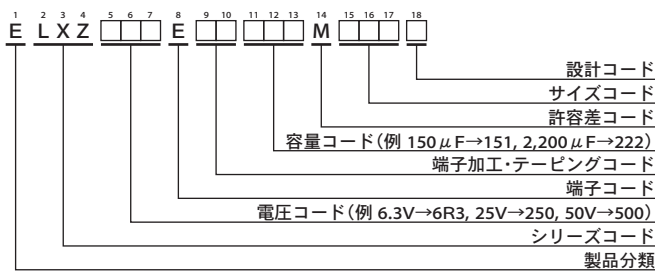 1 2 3 4 5 6 7 8 9 10 11 12 13 14 15 16 17 18
E L X Z □□□ E □□ □□□ M □□□ □
設計コード
サイズコード
許容差コード
容量コード(例 150μF→151, 2,200μF→222)
端子加工・テーピングコード
端子コード
電圧コード(例 6.3V→6R3, 25V→250, 50V→500)
シリーズコード
製品分類